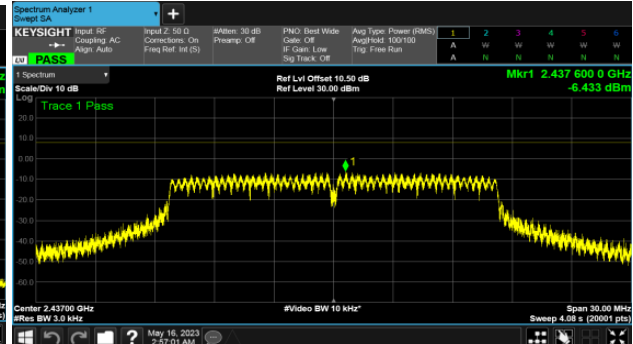 Spectrum Analyzer 1
Swept SA
+
KEYSIGHT
Input: RF
Coupling: AC
Align: Auto
Input Z: 50 Ω
Corrections: On
Freq Ref: Int (S)
#Atten: 30 dB
Preamp: Off
PNO: Best Wide
Gate: Off
IF Gain: Low
Sig Track: Off
Avg Type: Power (RMS)
Avg|Hold: 100/100
Trig: Free Run
1 2 3 4 5 6
A W W W W W
A N N N N N
LXI PASS
1 Spectrum
Scale/Div 10 dB
Ref Lvl Offset 10.50 dB
Ref Level 30.00 dBm
Mkr1 2.437 600 0 GHz
-6.433 dBm
Log
Trace 1 Pass
20.0
10.0
0.00
1
-10.0
-20.0
-30.0
-40.0
-50.0
-60.0
Center 2.43700 GHz
#Video BW 10 kHz*
Span 30.00 MHz
#Res BW 3.0 kHz
Sweep 4.08 s (20001 pts)
?
May 16, 2023
2:57:01 AM